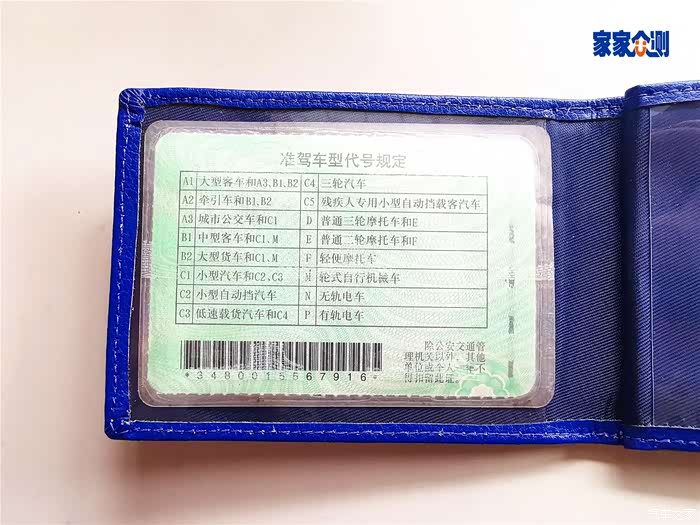 家家众测
准驾车型代号规定
A1 大型客车和A3、B1、B2 C4 三轮汽车
A2 牵引车和B1、B2 C5 残疾人专用小型自动挡载客汽车
A3 城市公交车和C1 D 普通三轮摩托车和E
B1 中型客车和C1、M E 普通二轮摩托车和F
B2 大型货车和C1、M F 轻便摩托车
C1 小型汽车和C2、C3 M 轮式自行机械车
C2 小型自动挡汽车 N 无轨电车
C3 低速载货汽车和C4 P 有轨电车
除公安交通管
理机关以外，其他
单位或个人一律不
得扣留此证。
*3480015567916*
汽车之家